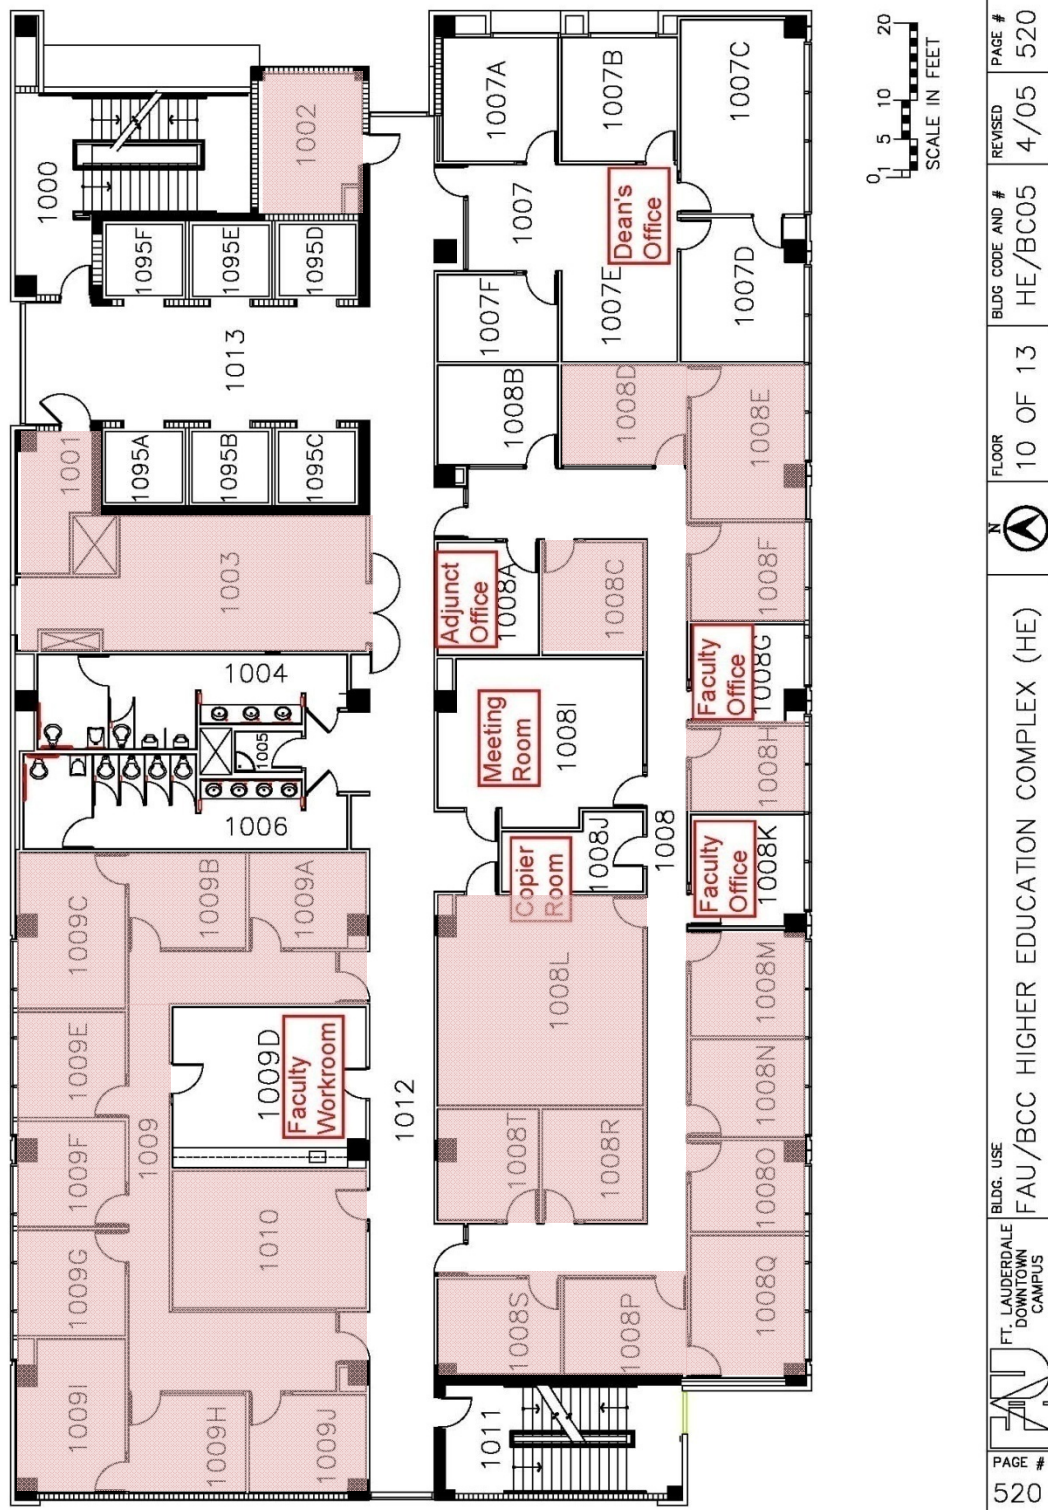 1000
1002
1095F
1095E
1095D
1013
1001
1095A
1095B
1095C
1003
1004
1005
1006
1009C
1009B
1009A
1009E
1009D
Faculty
Workroom
1009F
1009
1009G
1010
1009I
1009H
1009J
1012
1007A
1007B
1007C
1007
Dean's
Office
1007F
1007E
1007D
1008B
1008D
1008E
Adjunct
Office
1008A
1008C
1008F
Faculty
Office
1008G
Meeting
Room
1008I
1008H
1008
1008J
Copier
Room
Faculty
Office
1008K
1008L
1008M
1008N
1008T
1008R
1008O
1008S
1008P
1008Q
1011
0 1 5 10 20
SCALE IN FEET
PAGE #
520
FAU
FT. LAUDERDALE
DOWNTOWN
CAMPUS
BLDG. USE
FAU/BCC HIGHER EDUCATION COMPLEX (HE)
N
FLOOR
10 OF 13
BLDG CODE AND #
HE/BC05
REVISED
4/05
PAGE #
520